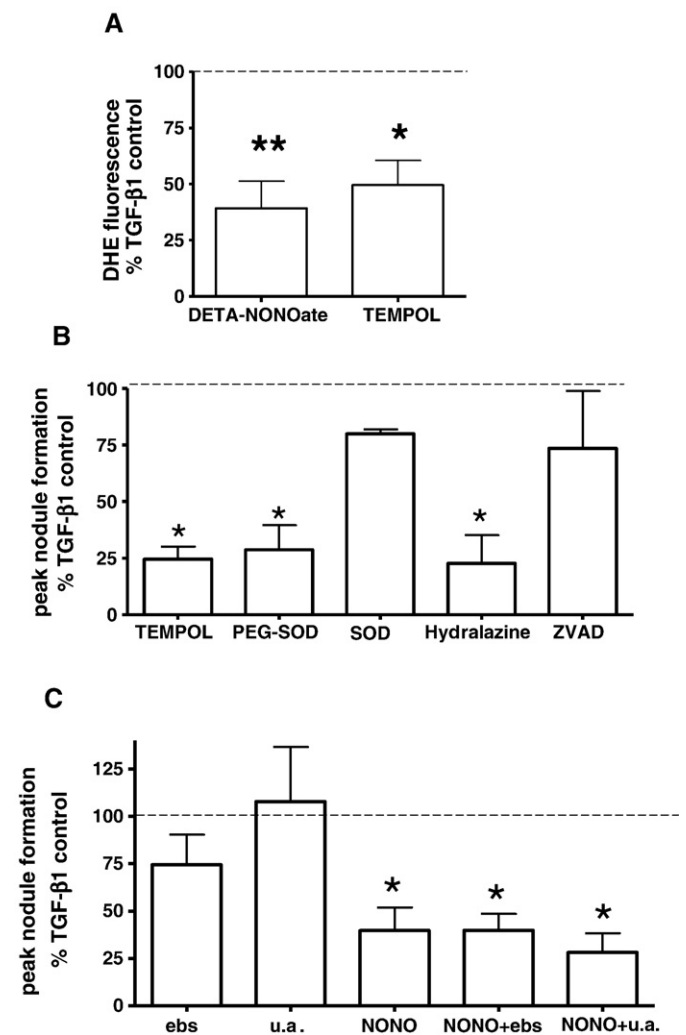 A
DHE fluorescence
% TGF-β1 control
100
75
50
25
0
**
*
DETA-NONOate TEMPOL
B
peak nodule formation
% TGF-β1 control
100
75
50
25
0
* * *
TEMPOL PEG-SOD SOD Hydralazine ZVAD
C
peak nodule formation
% TGF-β1 control
125
100
75
50
25
0
* * *
ebs u.a. NONO NONO+ebs NONO+u.a.